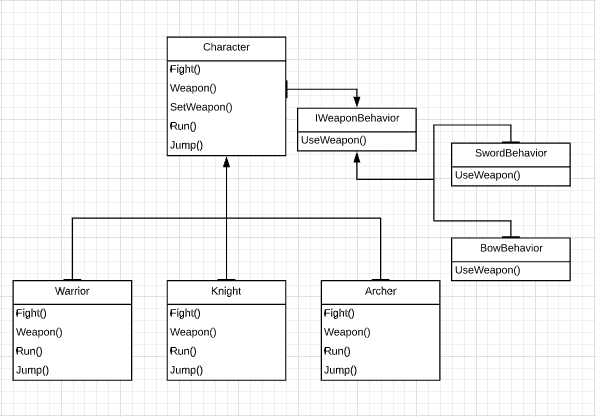 Character
Fight()
Weapon()
SetWeapon()
Run()
Jump()
IWeaponBehavior
UseWeapon()
SwordBehavior
UseWeapon()
BowBehavior
UseWeapon()
Warrior
Fight()
Weapon()
Run()
Jump()
Knight
Fight()
Weapon()
Run()
Jump()
Archer
Fight()
Weapon()
Run()
Jump()